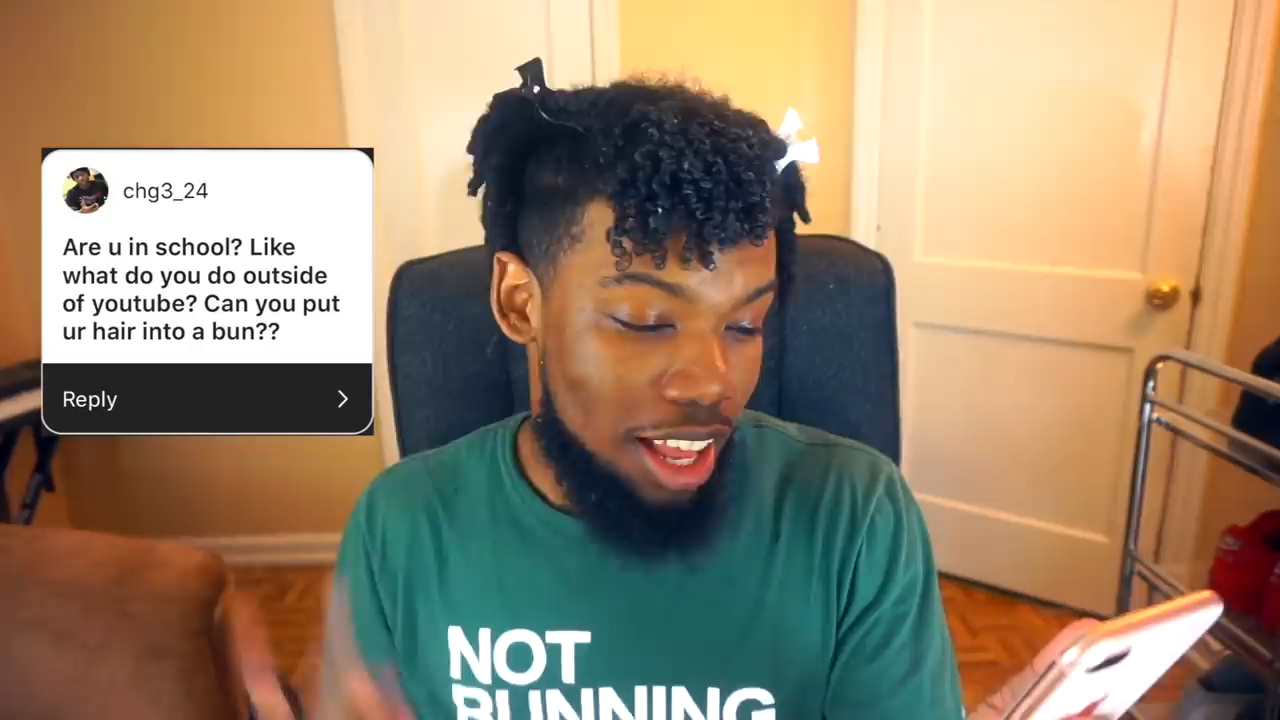 chg3_24
Are u in school? Like
what do you do outside
of youtube? Can you put
ur hair into a bun??
Reply
NOT
RUNNING